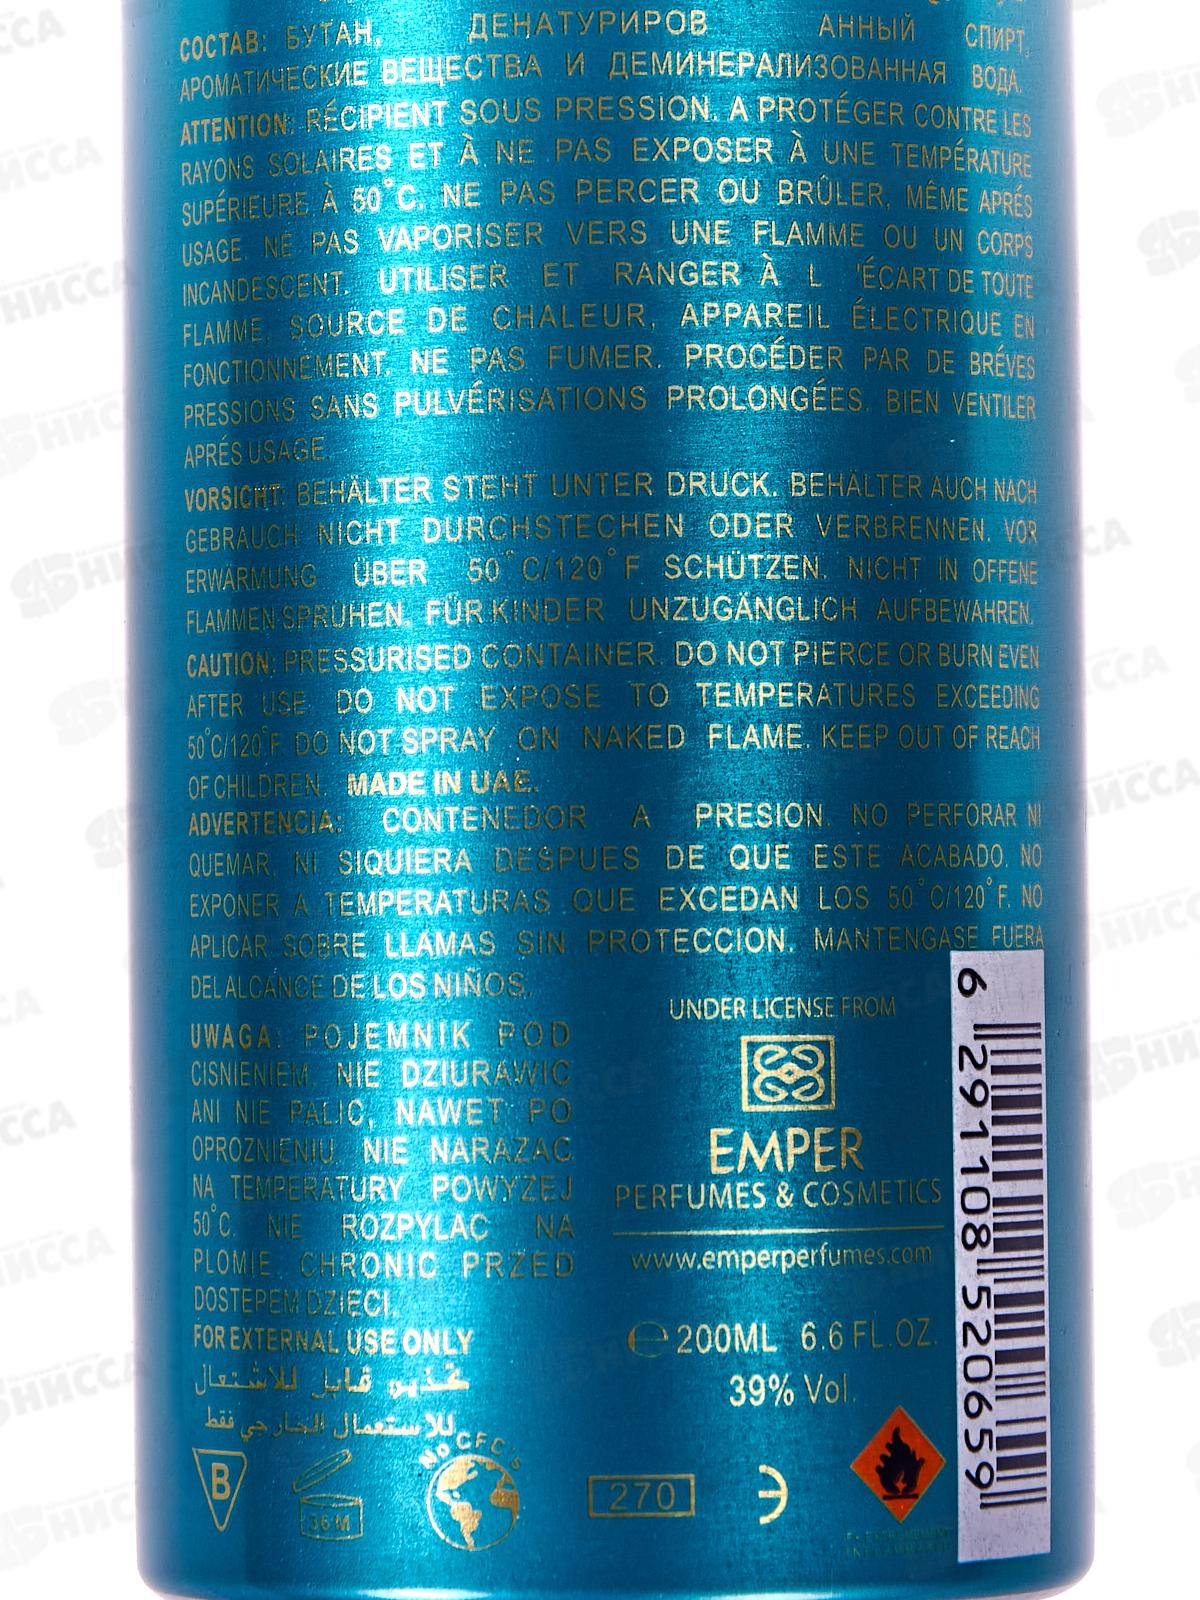 СОСТАВ: БУТАН, ДЕНАТУРИРОВ АННЫЙ СПИРТ,
АРОМАТИЧЕСКИЕ ВЕЩЕСТВА И ДЕМИНЕРАЛИЗОВАННАЯ ВОДА.
ATTENTION: RÉCIPIENT SOUS PRESSION. A PROTÉGER CONTRE LES
RAYONS SOLAIRES ET À NE PAS EXPOSER À UNE TEMPÉRATURE
SUPÉRIEURE À 50°C. NE PAS PERCER OU BRÛLER, MÊME APRÉS
USAGE. NE PAS VAPORISER VERS UNE FLAMME OU UN CORPS
INCANDESCENT. UTILISER ET RANGER À L 'ÉCART DE TOUTE
FLAMME, SOURCE DE CHALEUR, APPAREIL ÉLECTRIQUE EN
FONCTIONNEMENT. NE PAS FUMER. PROCÉDER PAR DE BRÉVES
PRESSIONS SANS PULVÉRISATIONS PROLONGÉES. BIEN VENTILER
APRÉS USAGE.
VORSICHT: BEHÄLTER STEHT UNTER DRUCK. BEHÄLTER AUCH NACH
GEBRAUCH NICHT DURCHSTECHEN ODER VERBRENNEN. VOR
ERWÄRMUNG ÜBER 50°C/120°F SCHÜTZEN. NICHT IN OFFENE
FLAMMEN SPRÜHEN. FÜR KINDER UNZUGÄNGLICH AUFBEWAHREN.
CAUTION: PRESSURISED CONTAINER. DO NOT PIERCE OR BURN EVEN
AFTER USE. DO NOT EXPOSE TO TEMPERATURES EXCEEDING
50°C/120°F. DO NOT SPRAY ON NAKED FLAME. KEEP OUT OF REACH
OF CHILDREN. MADE IN UAE.
ADVERTENCIA: CONTENEDOR A PRESION. NO PERFORAR NI
QUEMAR, NI SIQUIERA DESPUES DE QUE ESTE ACABADO. NO
EXPONER A TEMPERATURAS QUE EXCEDAN LOS 50°C/120°F. NO
APLICAR SOBRE LLAMAS SIN PROTECCION. MANTENGASE FUERA
DEL ALCANCE DE LOS NIÑOS.
UWAGA: POJEMNIK POD
CISNIENIEM. NIE DZIURAWIC
ANI NIE PALIC, NAWET PO
OPROZNIENIU. NIE NARAZAC
NA TEMPERATURY POWYZEJ
50°C. NIE ROZPYLAC NA
PLOMIE. CHRONIC PRZED
DOSTEPEM DZIECI.
FOR EXTERNAL USE ONLY
تحذير قابل للاشتعال
للاستعمال الخارجي فقط
B
36 M
No CFC's
270
UNDER LICENSE FROM
EMPER
PERFUMES & COSMETICS
www.emperperfumes.com
℮ 200ML 6.6 FL.OZ.
39% Vol.
6 291108 520659
БНИССА